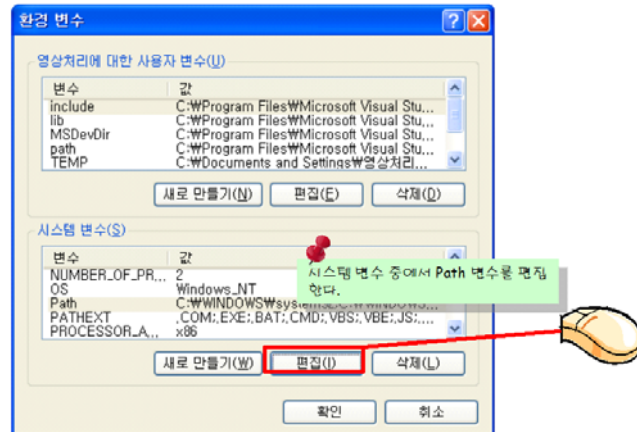 환경 변수
영상처리에 대한 사용자 변수(U)
변수 값
include C:₩Program Files₩Microsoft Visual Stu...
lib C:₩Program Files₩Microsoft Visual Stu...
MSDevDir C:₩Program Files₩Microsoft Visual Stu...
path C:₩Program Files₩Microsoft Visual Stu...
TEMP C:₩Documents and Settings₩영상처리...
새로 만들기(N) 편집(E) 삭제(D)
시스템 변수(S)
변수 값
NUMBER_OF_PR... 2
OS Windows_NT
Path C:₩WINDOWS₩system
PATHEXT .COM;.EXE;.BAT;.CMD;.VBS;.VBE;.JS;....
PROCESSOR_A... x86
시스템 변수 중에서 Path 변수를 편집
한다.
새로 만들기(W) 편집(I) 삭제(L)
확인 취소